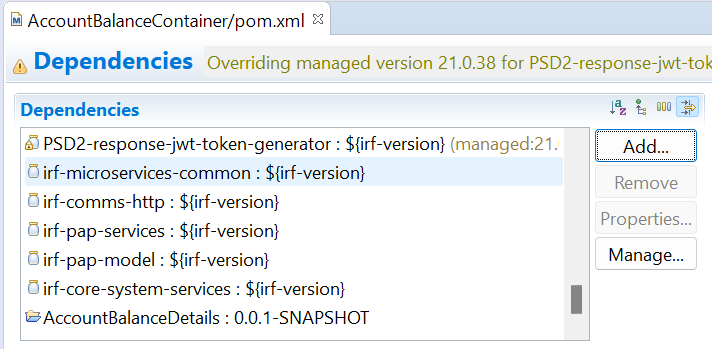 AccountBalanceContainer/pom.xml
Dependencies Overriding managed version 21.0.38 for PSD2-response-jwt-tok
Dependencies
PSD2-response-jwt-token-generator : ${irf-version} (managed:21.
Add...
irf-microservices-common : ${irf-version}
Remove
irf-comms-http : ${irf-version}
irf-pap-services : ${irf-version}
Properties...
irf-pap-model : ${irf-version}
Manage...
irf-core-system-services : ${irf-version}
AccountBalanceDetails : 0.0.1-SNAPSHOT